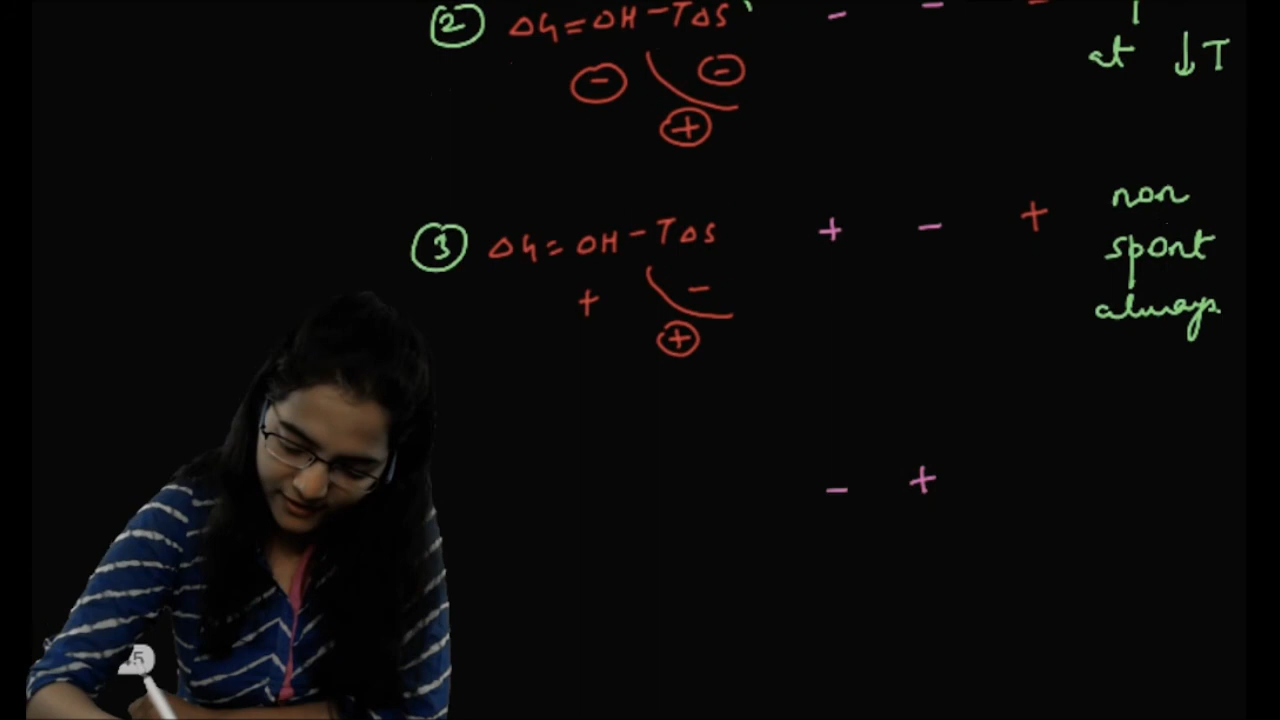 ② ΔG = ΔH - TΔS - -
⊖ ⊖ at ↓T
⊕
③ ΔG = ΔH - TΔS + - + non
+ - spont
⊕ always
- +